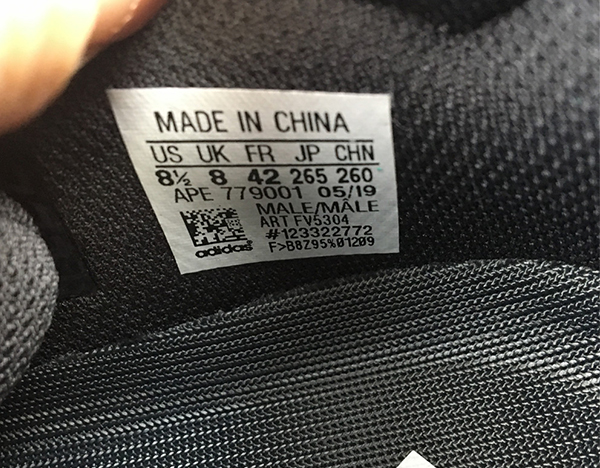 MADE IN CHINA
US UK FR JP CHN
8½ 8 42 265 260
APE 779001 05/19
MALE/MÂLE
ART FV5304
#123322772
adidas® F>B8Z95%01209